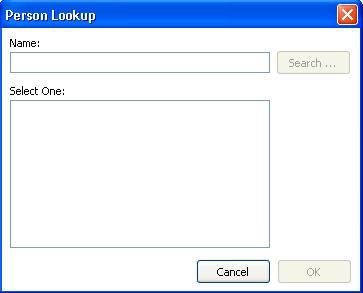 Person Lookup
Name:
Search ...
Select One:
Cancel
OK